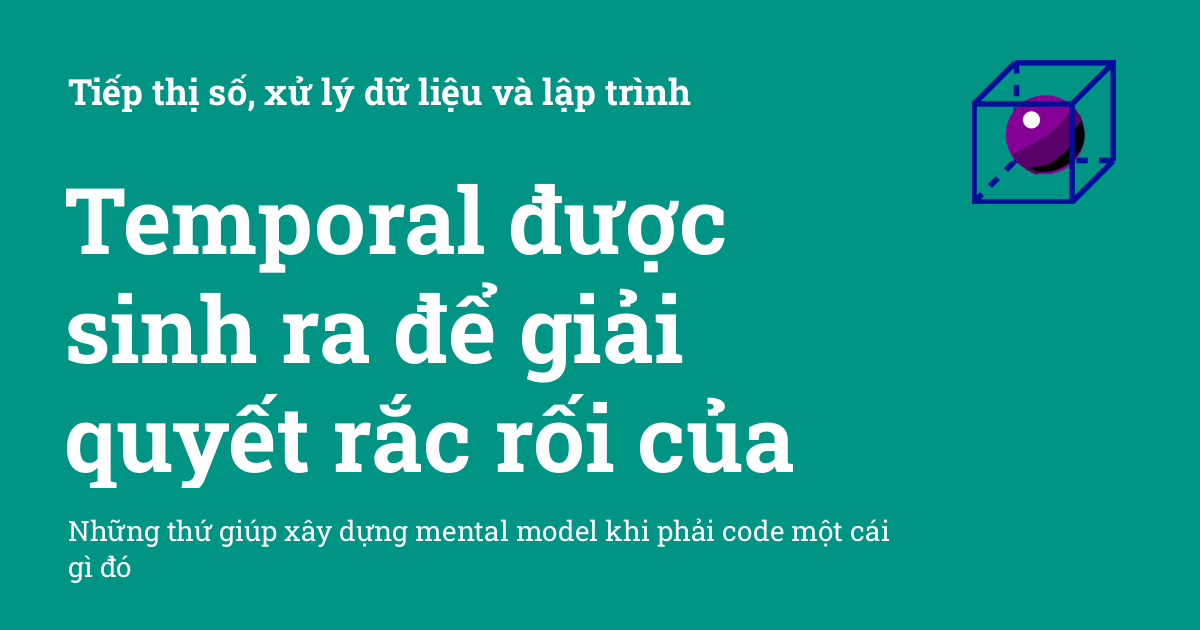 Tiếp thị số, xử lý dữ liệu và lập trình
Temporal được
sinh ra để giải
quyết rắc rối của
Những thứ giúp xây dựng mental model khi phải code một cái
gì đó